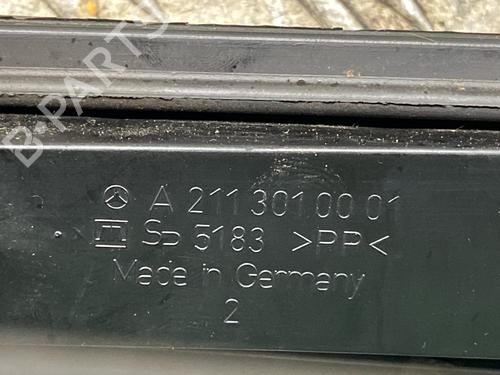 A 211 301 00 01
SP 5183 >PP<
Made in Germany
2